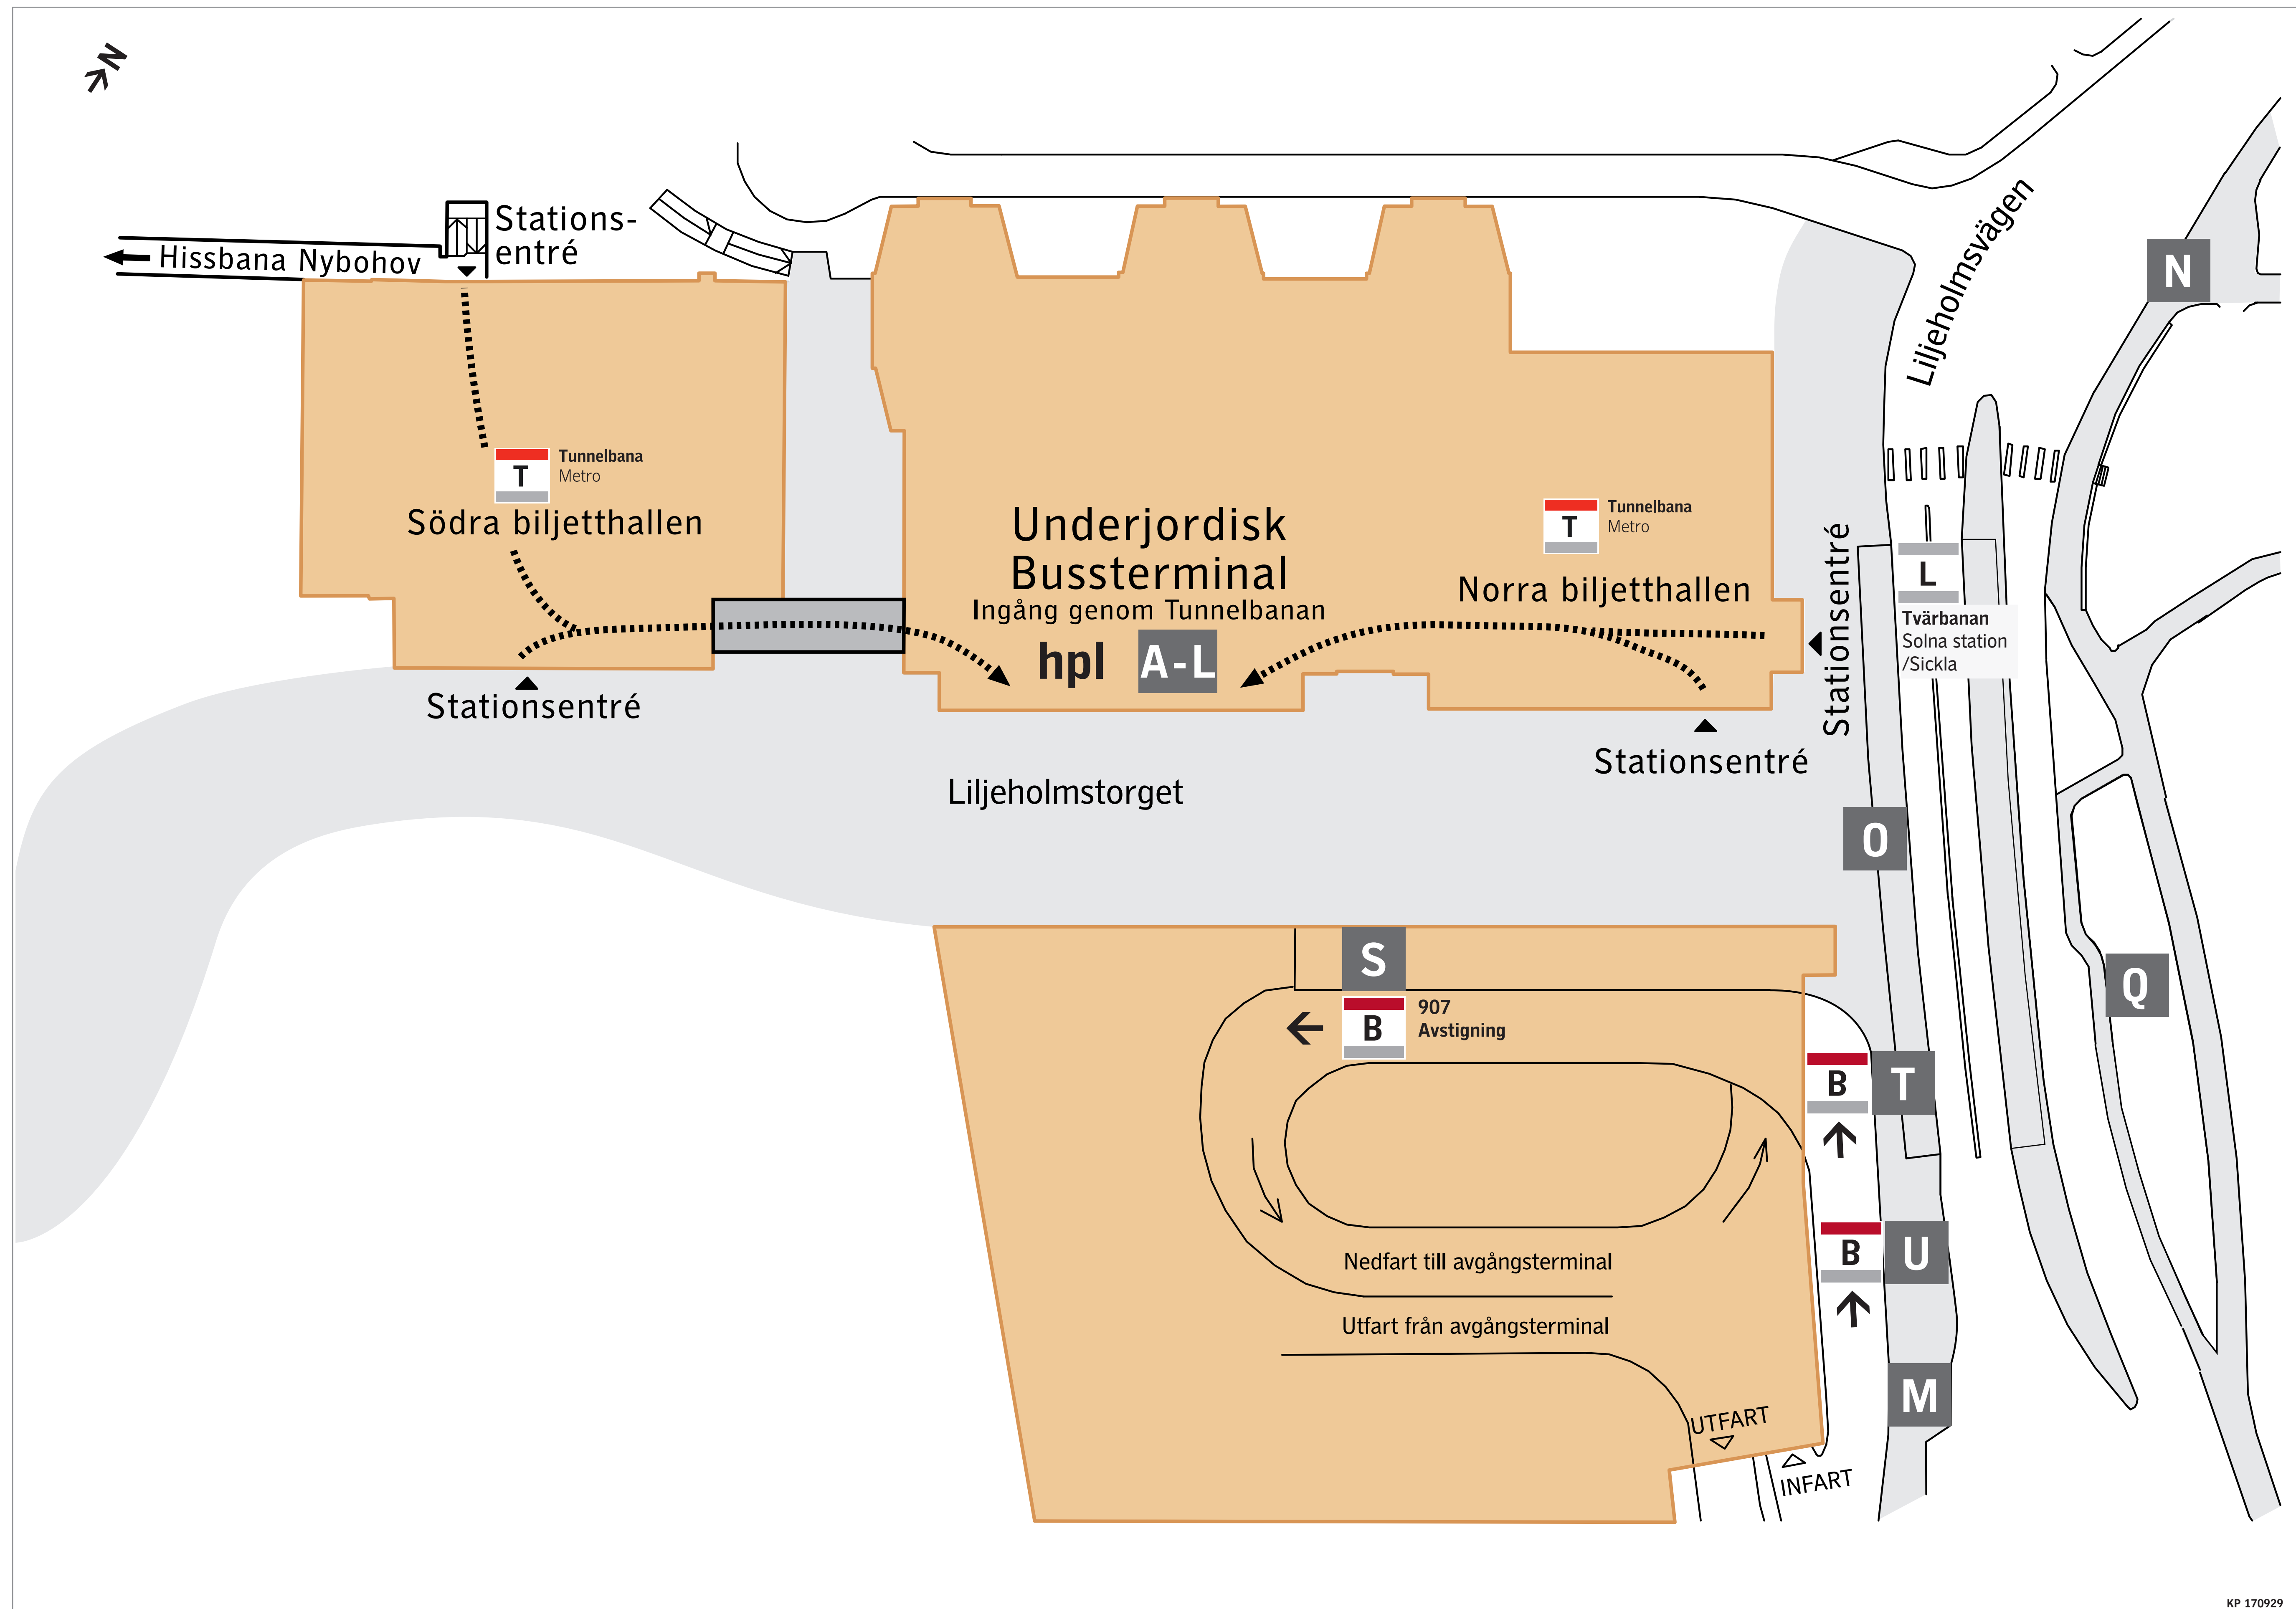 N
Stations-
entré
Hissbana Nybohov
Liljeholmsvägen
N
T
Tunnelbana
Metro
Södra biljetthallen
Underjordisk
Bussterminal
Ingång genom Tunnelbanan
hpl A-L
T
Tunnelbana
Metro
Norra biljetthallen
Stationsentré
L
Tvärbanan
Solna station
/Sickla
Stationsentré
Stationsentré
Liljeholmstorget
O
S
B
907
Avstigning
Q
B T
B U
Nedfart till avgångsterminal
Utfart från avgångsterminal
M
UTFART
INFART
KP 170929